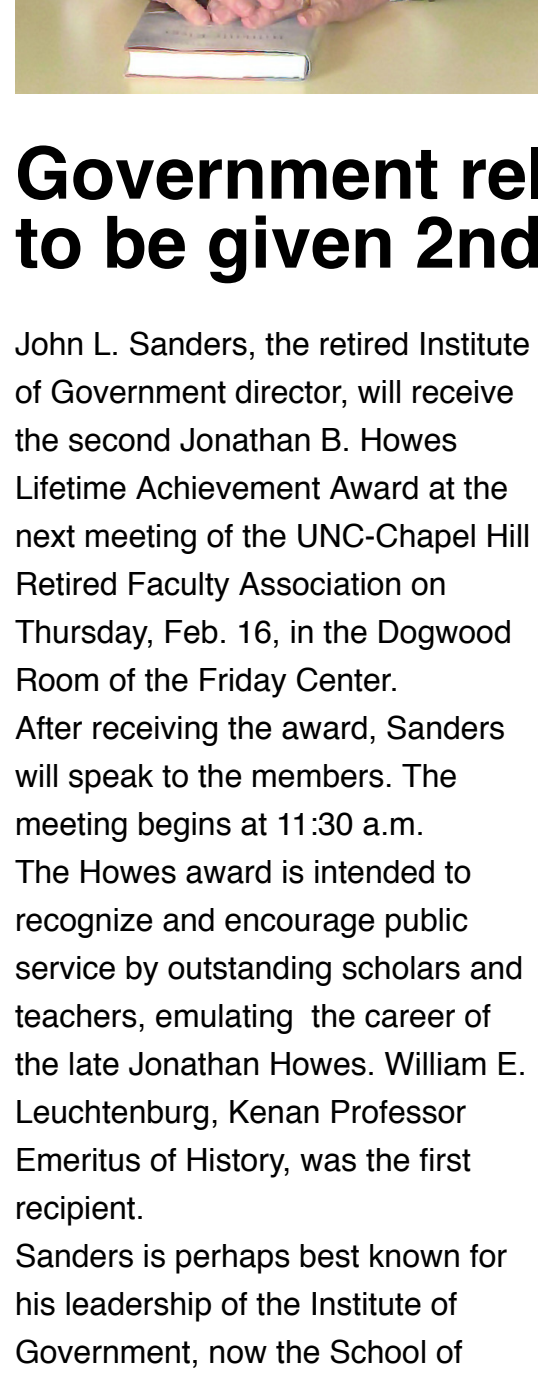 Government
to be given 2nd
John L. Sanders, the retired Institute
of Government director, will receive
the second Jonathan B. Howes
Lifetime Achievement Award at the
next meeting of the UNC-Chapel Hill
Retired Faculty Association on
Thursday, Feb. 16, in the Dogwood
Room of the Friday Center.
After receiving the award, Sanders
will speak to the members. The
meeting begins at 11:30 a.m.
The Howes award is intended to
recognize and encourage public
service by outstanding scholars and
teachers, emulating  the career of
the late Jonathan Howes. William E.
Leuchtenburg, Kenan Professor
Emeritus of History, was the first
recipient.
Sanders is perhaps best known for
his leadership of the Institute of
Government, now the School of